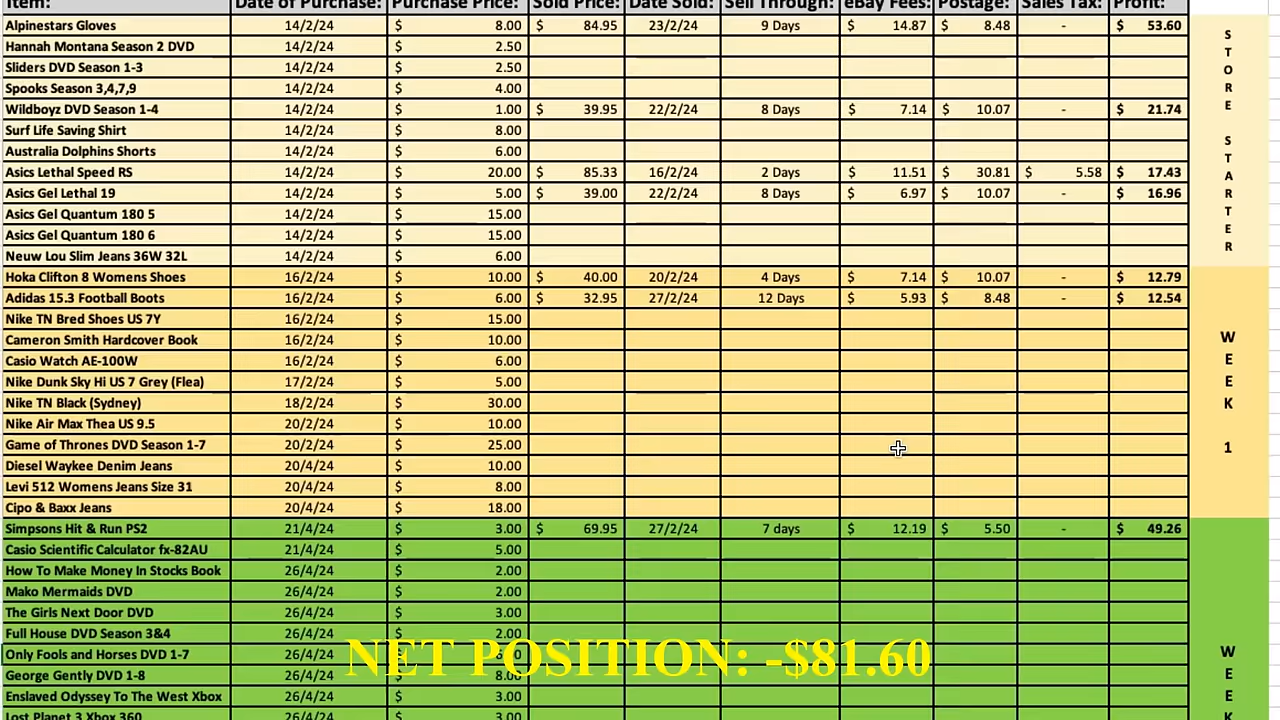 Item: Date of Purchase: Purchase Price: Sold Price: Date Sold: Sell Through: eBay Fees: Postage: Sales Tax: Profit:
Alpinestars Gloves 14/2/24 $ 8.00 $ 84.95 23/2/24 9 Days $ 14.87 $ 8.48 - $ 53.60
Hannah Montana Season 2 DVD 14/2/24 $ 2.50
Sliders DVD Season 1-3 14/2/24 $ 2.50
Spooks Season 3,4,7,9 14/2/24 $ 4.00
Wildboyz DVD Season 1-4 14/2/24 $ 1.00 $ 39.95 22/2/24 8 Days $ 7.14 $ 10.07 - $ 21.74
Surf Life Saving Shirt 14/2/24 $ 8.00
Australia Dolphins Shorts 14/2/24 $ 6.00
Asics Lethal Speed RS 14/2/24 $ 20.00 $ 85.33 16/2/24 2 Days $ 11.51 $ 30.81 $ 5.58 $ 17.43
Asics Gel Lethal 19 14/2/24 $ 5.00 $ 39.00 22/2/24 8 Days $ 6.97 $ 10.07 - $ 16.96
Asics Gel Quantum 180 5 14/2/24 $ 15.00
Asics Gel Quantum 180 6 14/2/24 $ 15.00
Neuw Lou Slim Jeans 36W 32L 14/2/24 $ 6.00
STORE STARTER
Hoka Clifton 8 Womens Shoes 16/2/24 $ 10.00 $ 40.00 20/2/24 4 Days $ 7.14 $ 10.07 - $ 12.79
Adidas 15.3 Football Boots 16/2/24 $ 6.00 $ 32.95 27/2/24 12 Days $ 5.93 $ 8.48 - $ 12.54
Nike TN Bred Shoes US 7Y 16/2/24 $ 15.00
Cameron Smith Hardcover Book 16/2/24 $ 10.00
Casio Watch AE-100W 16/2/24 $ 6.00
Nike Dunk Sky Hi US 7 Grey (Flea) 17/2/24 $ 5.00
Nike TN Black (Sydney) 18/2/24 $ 30.00
Nike Air Max Thea US 9.5 20/2/24 $ 10.00
Game of Thrones DVD Season 1-7 20/2/24 $ 25.00
Diesel Waykee Denim Jeans 20/4/24 $ 10.00
Levi 512 Womens Jeans Size 31 20/4/24 $ 8.00
Cipo & Baxx Jeans 20/4/24 $ 18.00
WEEK 1
Simpsons Hit & Run PS2 21/4/24 $ 3.00 $ 69.95 27/2/24 7 days $ 12.19 $ 5.50 - $ 49.26
Casio Scientific Calculator fx-82AU 21/4/24 $ 5.00
How To Make Money In Stocks Book 26/4/24 $ 2.00
Mako Mermaids DVD 26/4/24 $ 2.00
The Girls Next Door DVD 26/4/24 $ 3.00
Full House DVD Season 3&4 26/4/24 $ 2.00
Only Fools and Horses DVD 1-7 26/4/24
George Gently DVD 1-8 26/4/24 $ 8.00
Enslaved Odyssey To The West Xbox 26/4/24 $ 3.00
Lost Planet 3 Xbox 360 26/4/24 $ 3.00
WEEK
NET POSITION: -$81.60